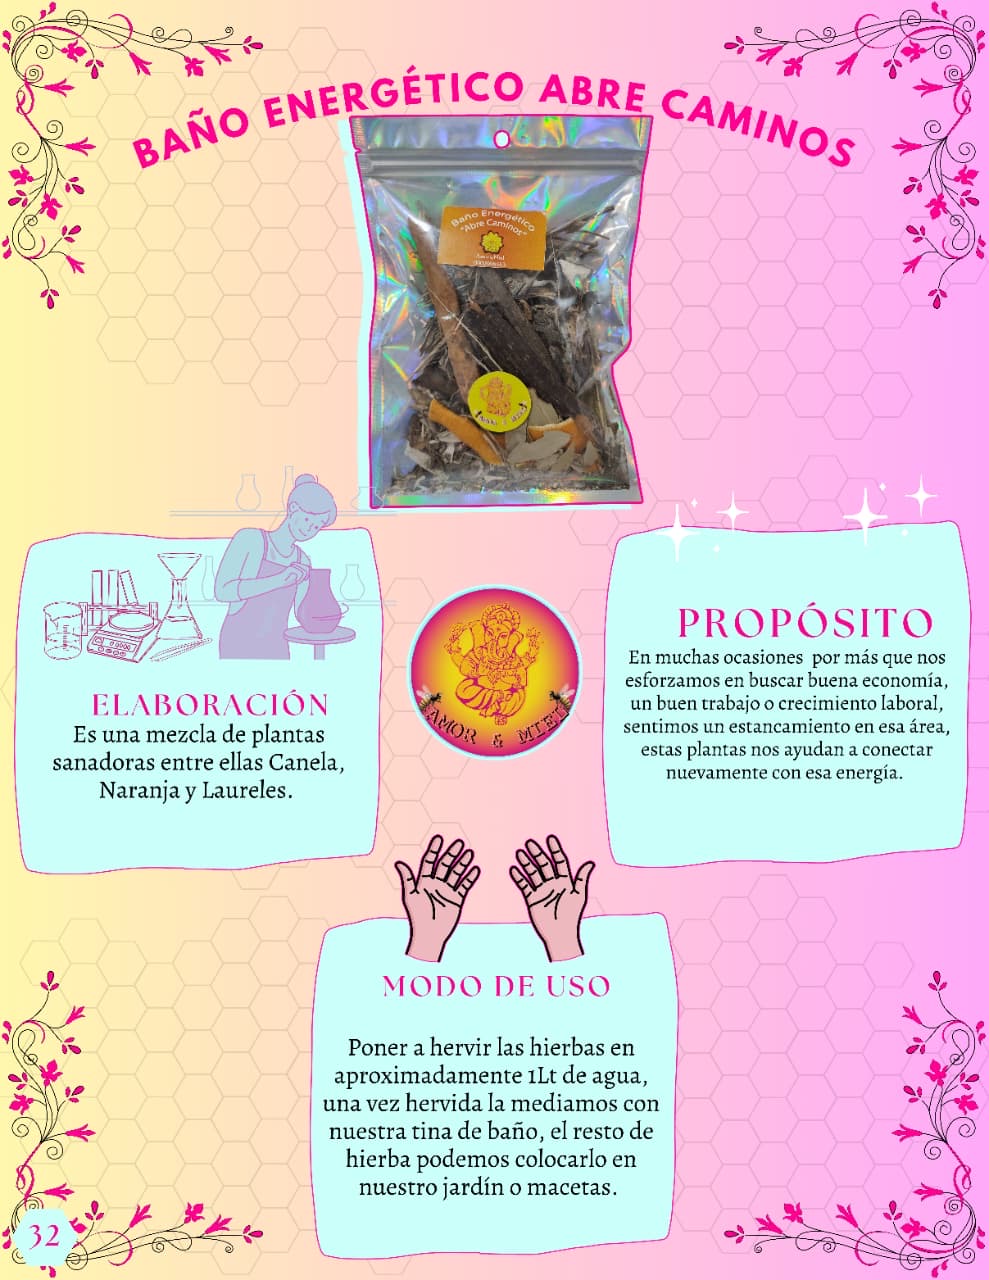 BAÑO ENERGÉTICO ABRE CAMINOS
Baño Energético
"Abre Caminos"
ELABORACIÓN
Es una mezcla de plantas
sanadoras entre ellas Canela,
Naranja y Laureles.
AMOR & MIEL
PROPÓSITO
En muchas ocasiones por más que nos
esforzamos en buscar buena economía,
un buen trabajo o crecimiento laboral,
sentimos un estancamiento en esa área,
estas plantas nos ayudan a conectar
nuevamente con esa energía.
MODO DE USO
Poner a hervir las hierbas en
aproximadamente 1Lt de agua,
una vez hervida la mediamos con
nuestra tina de baño, el resto de
hierba podemos colocarlo en
nuestro jardín o macetas.
32